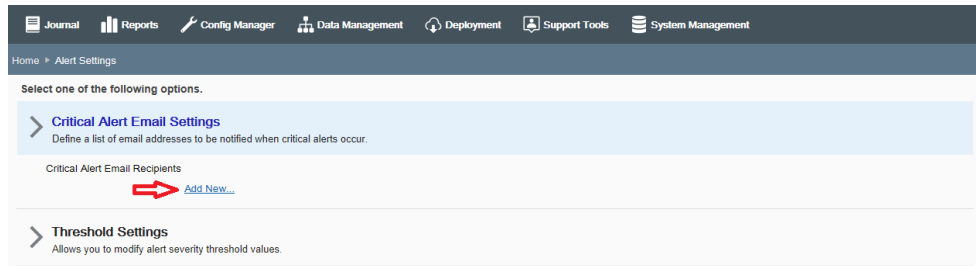 Journal Reports Config Manager Data Management Deployment Support Tools System Management
Home Alert Settings
Select one of the following options.
Critical Alert Email Settings
Define a list of email addresses to be notified when critical alerts occur.
Critical Alert Email Recipients
Add New...
Threshold Settings
Allows you to modify alert severity threshold values.